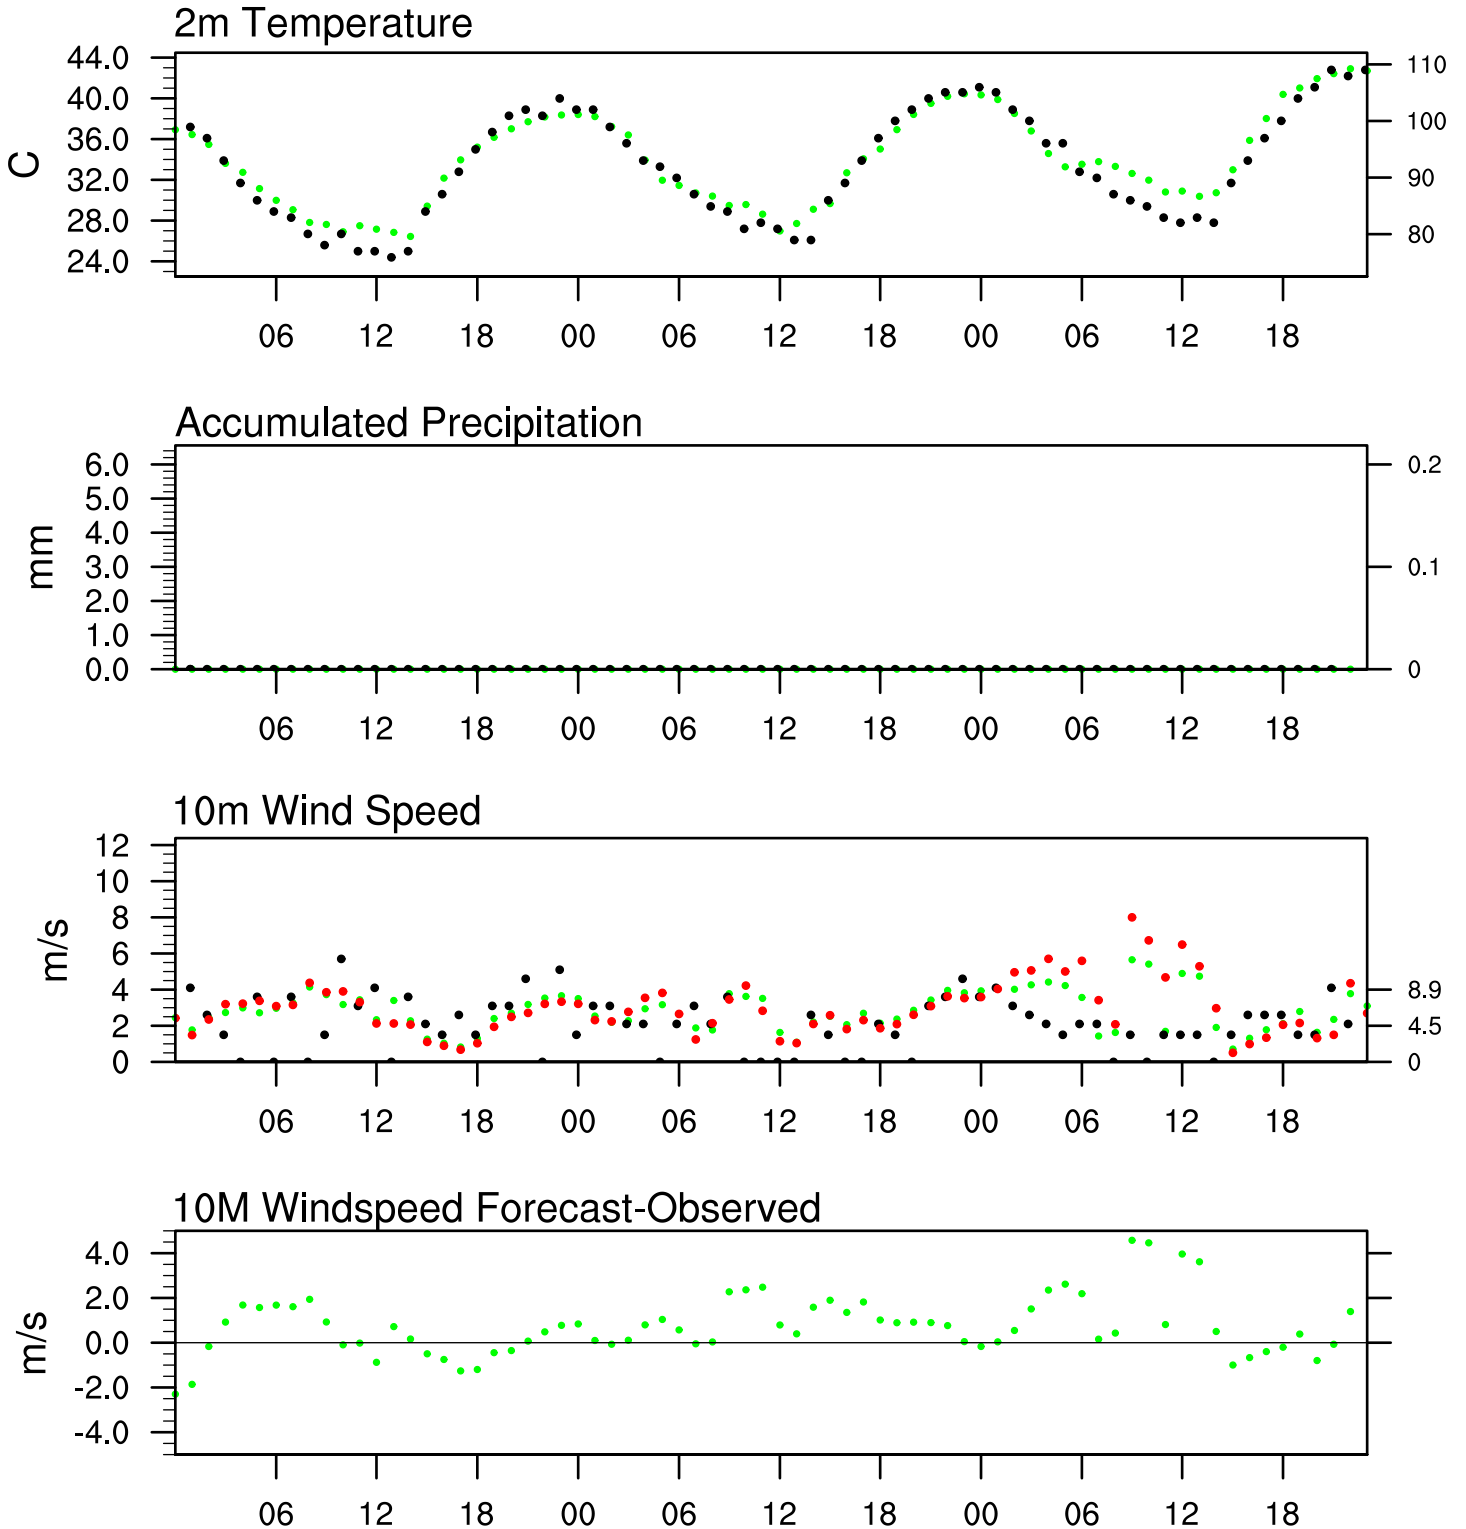 2m Temperature
44.0
40.0
36.0
32.0
28.0
24.0
C
110
100
90
80
06 12 18 00 06 12 18 00 06 12 18
Accumulated Precipitation
6.0
5.0
4.0
3.0
2.0
1.0
0.0
mm
0.2
0.1
0
06 12 18 00 06 12 18 00 06 12 18
10m Wind Speed
12
10
8
6
4
2
0
m/s
8.9
4.5
0
06 12 18 00 06 12 18 00 06 12 18
10M Windspeed Forecast-Observed
4.0
2.0
0.0
-2.0
-4.0
m/s
06 12 18 00 06 12 18 00 06 12 18